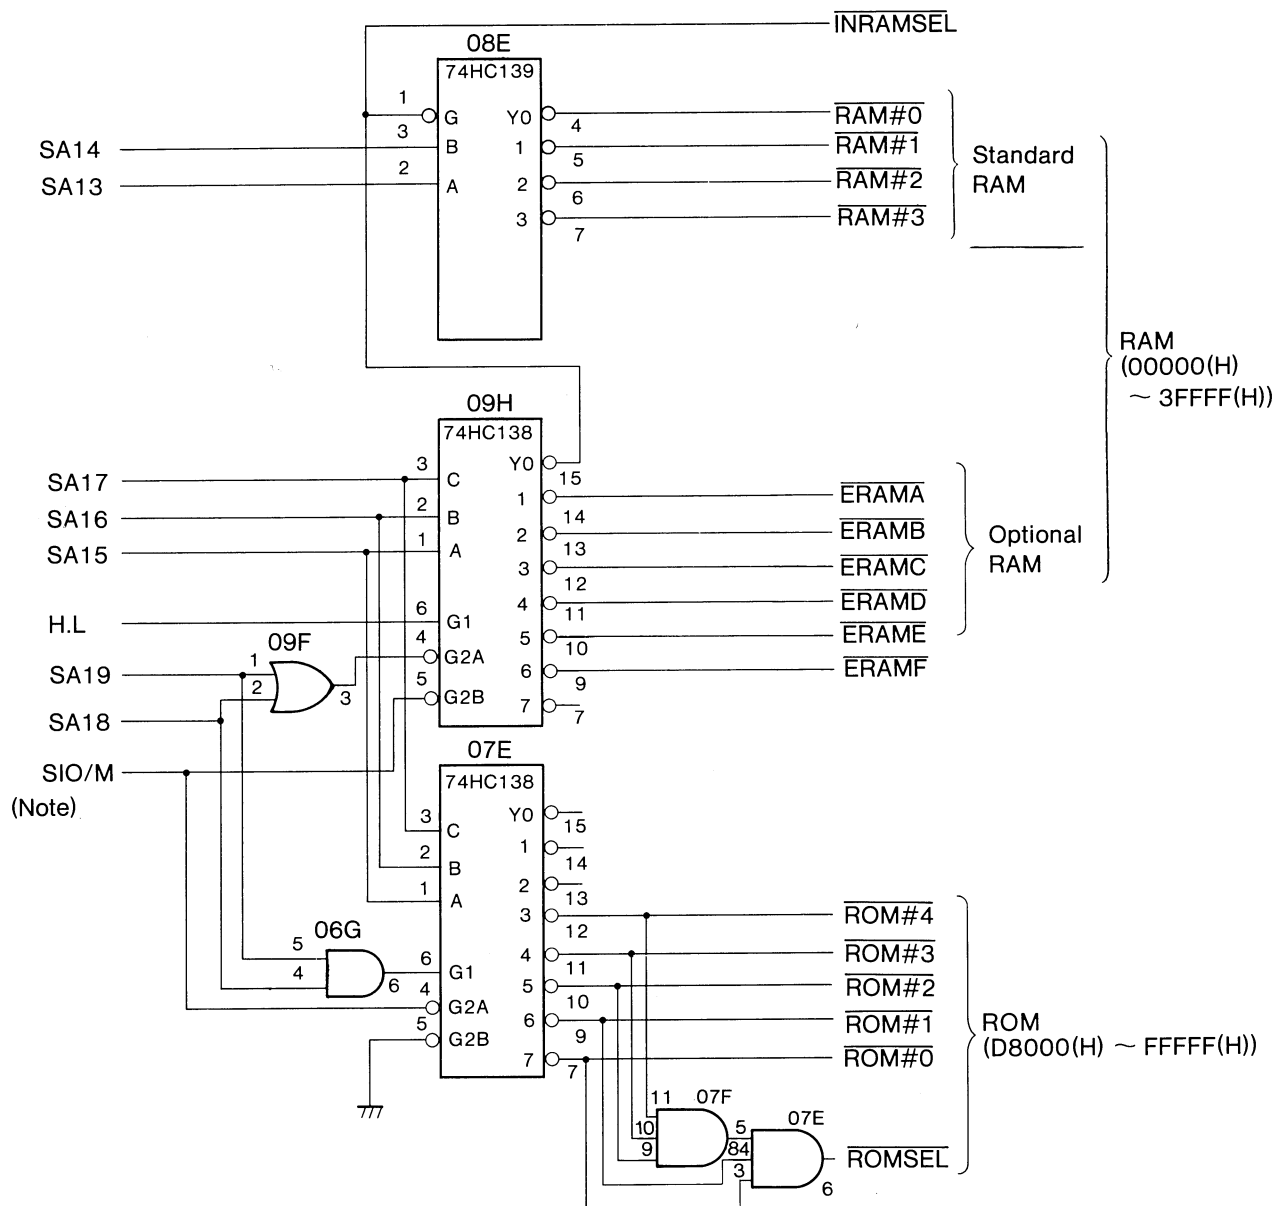 INRAMSEL
08E
74HC139
1
G
Y0
4
RAM#0
3
SA14
B
1
5
RAM#1
2
SA13
A
2
6
RAM#2
3
7
RAM#3
Standard
RAM
RAM
(00000(H)
~ 3FFFF(H))
09H
74HC138
Y0
15
SA17
3
C
1
14
ERAMA
SA16
2
B
2
13
ERAMB
SA15
1
A
3
12
ERAMC
4
11
ERAMD
H.L
6
G1
5
10
ERAME
Optional
RAM
09F
4
G2A
6
9
ERAMF
SA19
1
2
3
5
G2B
7
7
SA18
SIO/M
(Note)
07E
74HC138
Y0
15
3
C
1
14
2
B
2
13
1
A
3
12
ROM#4
06G
5
4
6
4
11
ROM#3
6
G1
5
10
ROM#2
4
G2A
6
9
ROM#1
5
G2B
7
7
ROM#0
ROM
(D8000(H) ~ FFFFF(H))
07F
11
10
9
8
07E
5
4
3
6
ROMSEL